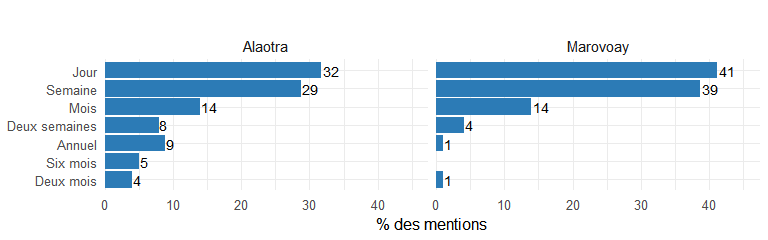 Alaotra Marovoay
Jour 32 41
Semaine 29 39
Mois 14 14
Deux semaines 8 4
Annuel 9 1
Six mois 5
Deux mois 4 1
0 10 20 30 40 0 10 20 30 40
% des mentions